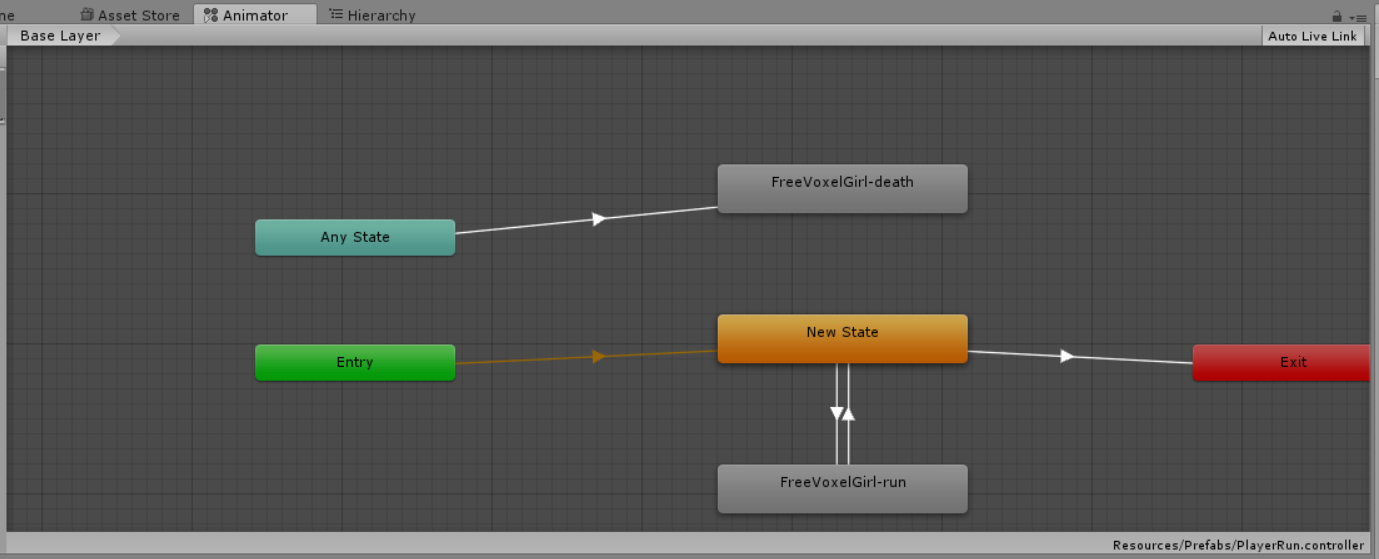 ne Asset Store Animator Hierarchy
Base Layer Auto Live Link
FreeVoxelGirl-death
Any State
New State
Entry
Exit
FreeVoxelGirl-run
Resources/Prefabs/PlayerRun.controller